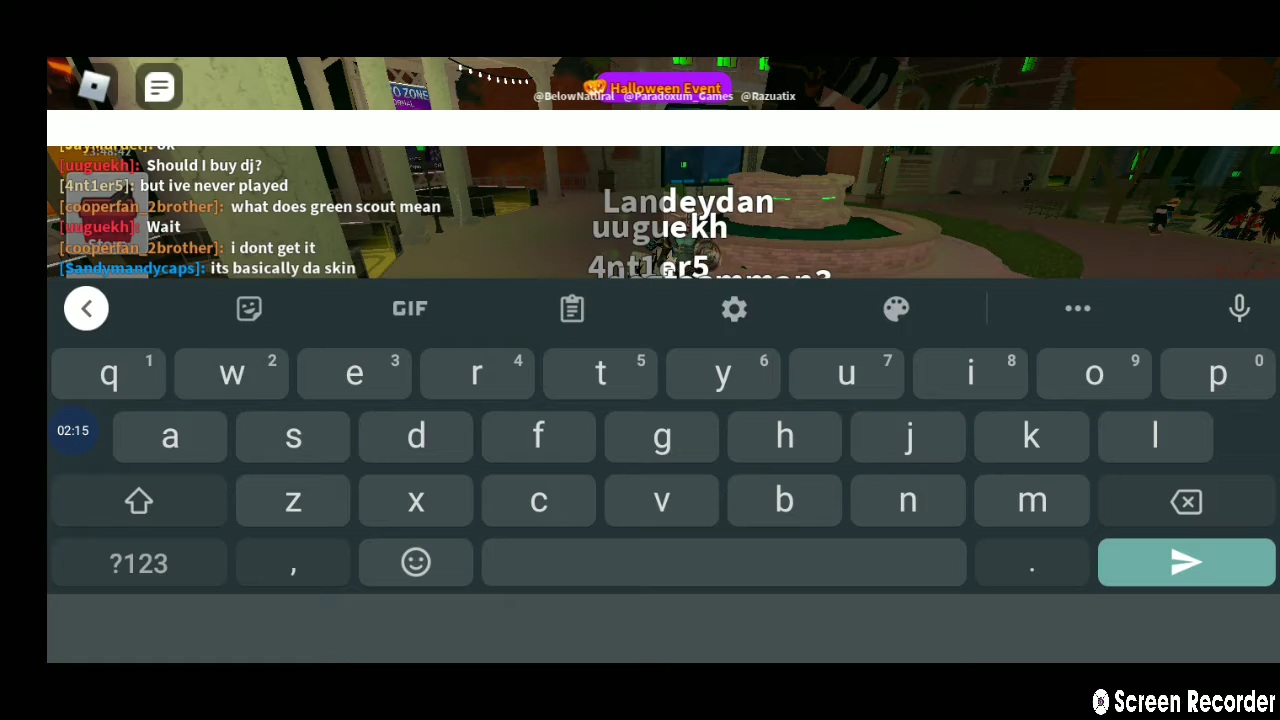 Halloween Event
@BelowNatural @Paradoxum_Games @Razuatix
[uuguekh]: Should I buy dj?
[4nt1er5]: but ive never played
[cooperfan_2brother]: what does green scout mean
[uuguekh]: Wait
[cooperfan_2brother]: i dont get it
[Sandymandycaps]: its basically da skin
Landeydan
uuguekh
4nt1er5
GIF
q 1 w 2 e 3 r 4 t 5 y 6 u 7 i 8 o 9 p 0
02:15 a s d f g h j k l
z x c v b n m
?123 , .
Screen Recorder